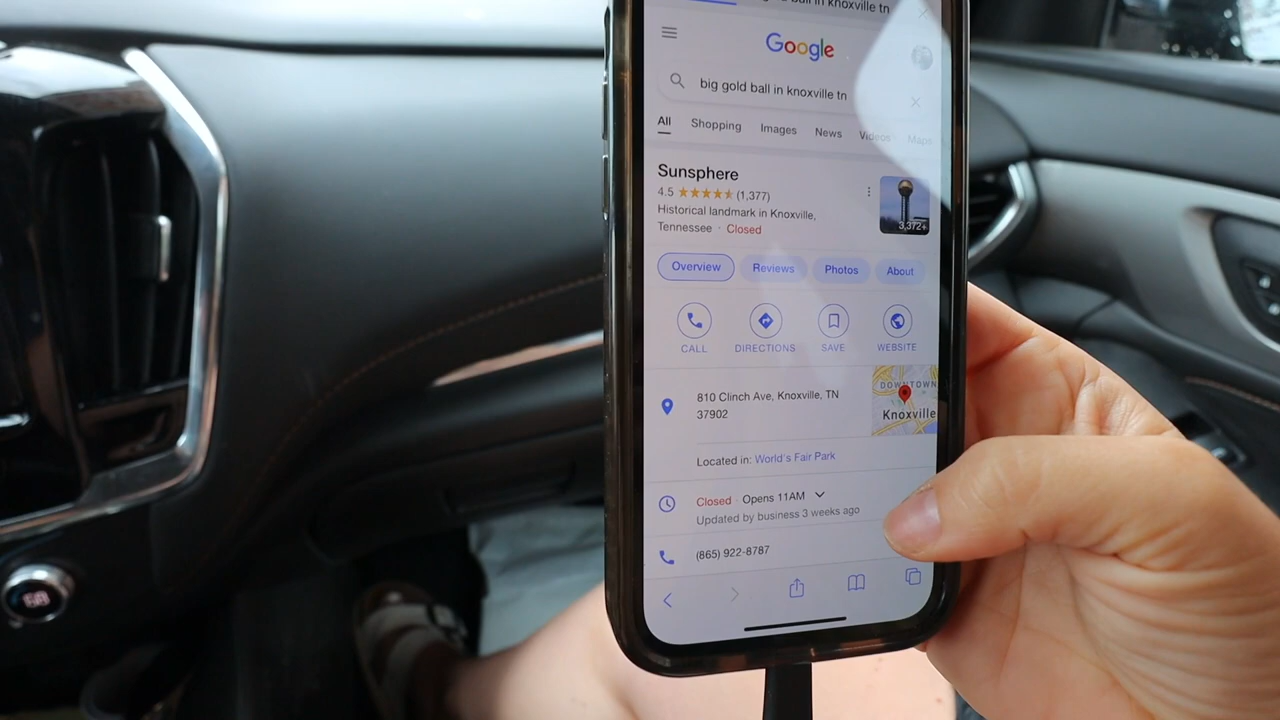 ball in knoxville tn
Google
big gold ball in knoxville tn
All Shopping Images News Videos Maps
Sunsphere
4.5 (1,377)
Historical landmark in Knoxville,
Tennessee · Closed
3,372+
Overview Reviews Photos About
CALL DIRECTIONS SAVE WEBSITE
810 Clinch Ave, Knoxville, TN
37902
DOWNTOWN
Knoxville
Located in: World's Fair Park
Closed · Opens 11AM
Updated by business 3 weeks ago
(865) 922-8787
68